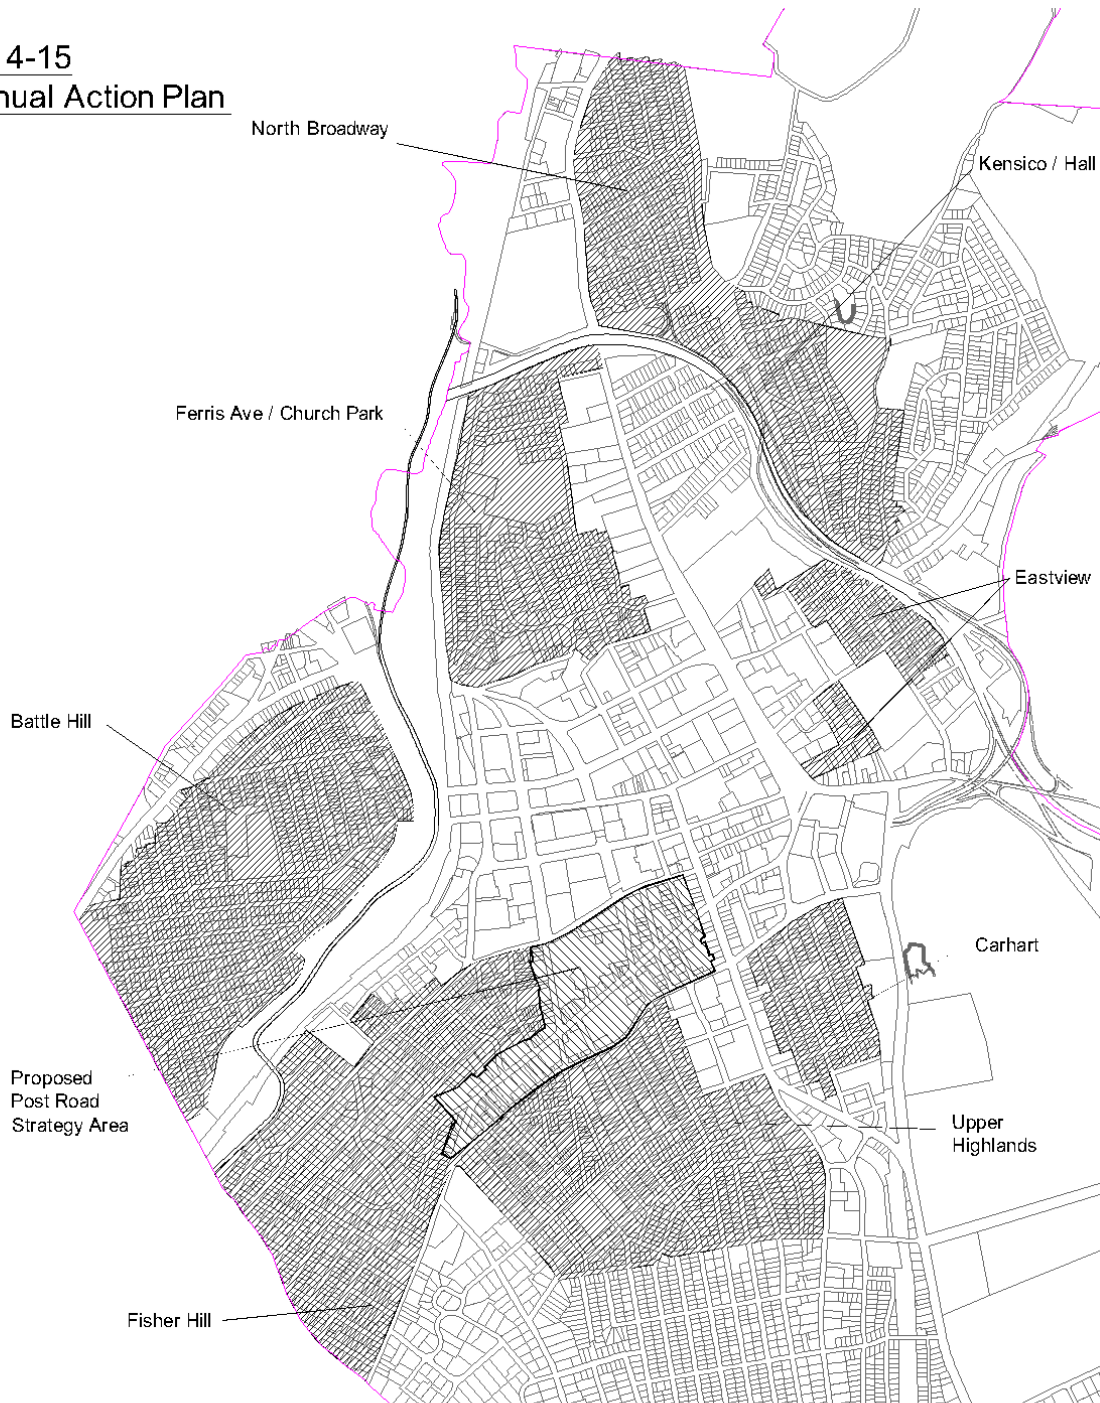 4-15
nual Action Plan
North Broadway
Kensico / Hall
Ferris Ave / Church Park
Eastview
Battle Hill
Carhart
Proposed
Post Road
Strategy Area
Upper
Highlands
Fisher Hill